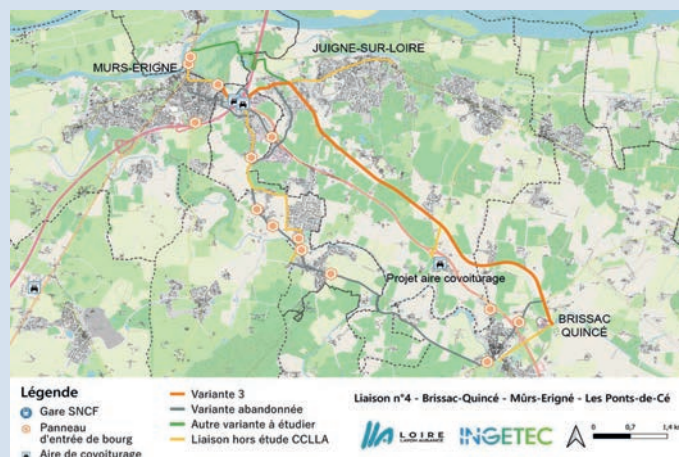 JUIGNE-SUR-LOIRE
MURS-ERIGNE
Projet aire covoiturage
BRISSAC
QUINCÉ
Légende
Gare SNCF
Panneau
d'entrée de bourg
Aire de covoiturage
Variante 3
Variante abandonnée
Autre variante à étudier
Liaison hors étude CCLLA
Liaison n°4 - Brissac-Quincé - Mûrs-Erigné - Les Ponts-de-Cé
LOIRE
LAYON AUBANCE
INGETEC
0 0,7 1,4 km